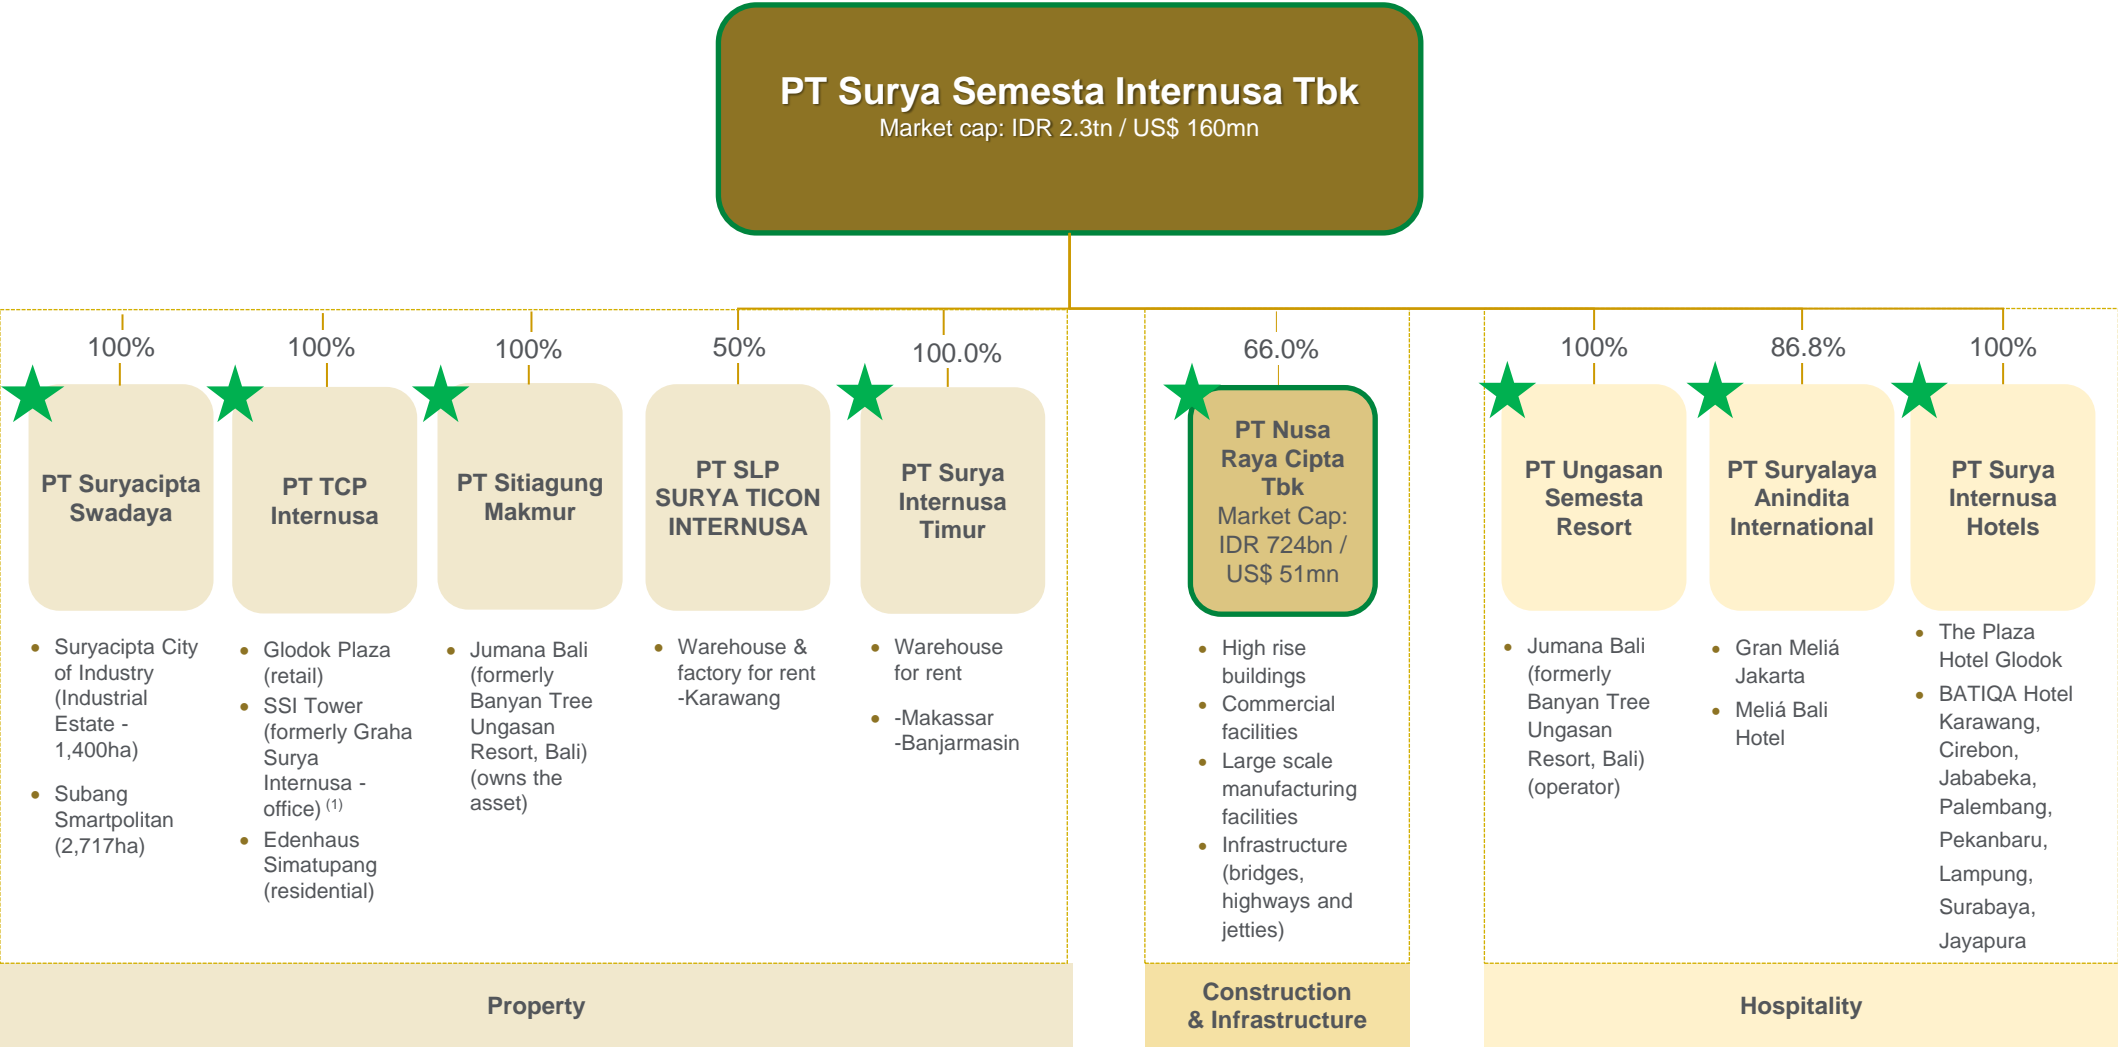 PT Surya Semesta Internusa Tbk
Market cap: IDR 2.3tn / US$ 160mn
100%
100%
100%
50%
100.0%
66.0%
100%
86.8%
100%
PT Suryacipta
Swadaya
PT TCP
Internusa
PT Sitiagung
Makmur
PT SLP
SURYA TICON
INTERNUSA
PT Surya
Internusa
Timur
PT Nusa
Raya Cipta
Tbk
Market Cap:
IDR 724bn /
US$ 51mn
PT Ungasan
Semesta
Resort
PT Suryalaya
Anindita
International
PT Surya
Internusa
Hotels
• Suryacipta City
of Industry
(Industrial
Estate -
1,400ha)
• Subang
Smartpolitan
(2,717ha)
• Glodok Plaza
(retail)
• SSI Tower
(formerly Graha
Surya
Internusa -
office) (1)
• Edenhaus
Simatupang
(residential)
• Jumana Bali
(formerly
Banyan Tree
Ungasan
Resort, Bali)
(owns the
asset)
• Warehouse &
factory for rent
-Karawang
• Warehouse
for rent
• -Makassar
-Banjarmasin
• High rise
buildings
• Commercial
facilities
• Large scale
manufacturing
facilities
• Infrastructure
(bridges,
highways and
jetties)
• Jumana Bali
(formerly
Banyan Tree
Ungasan
Resort, Bali)
(operator)
• Gran Meliá
Jakarta
• Meliá Bali
Hotel
• The Plaza
Hotel Glodok
• BATIQA Hotel
Karawang,
Cirebon,
Jababeka,
Palembang,
Pekanbaru,
Lampung,
Surabaya,
Jayapura
Property
Construction
& Infrastructure
Hospitality